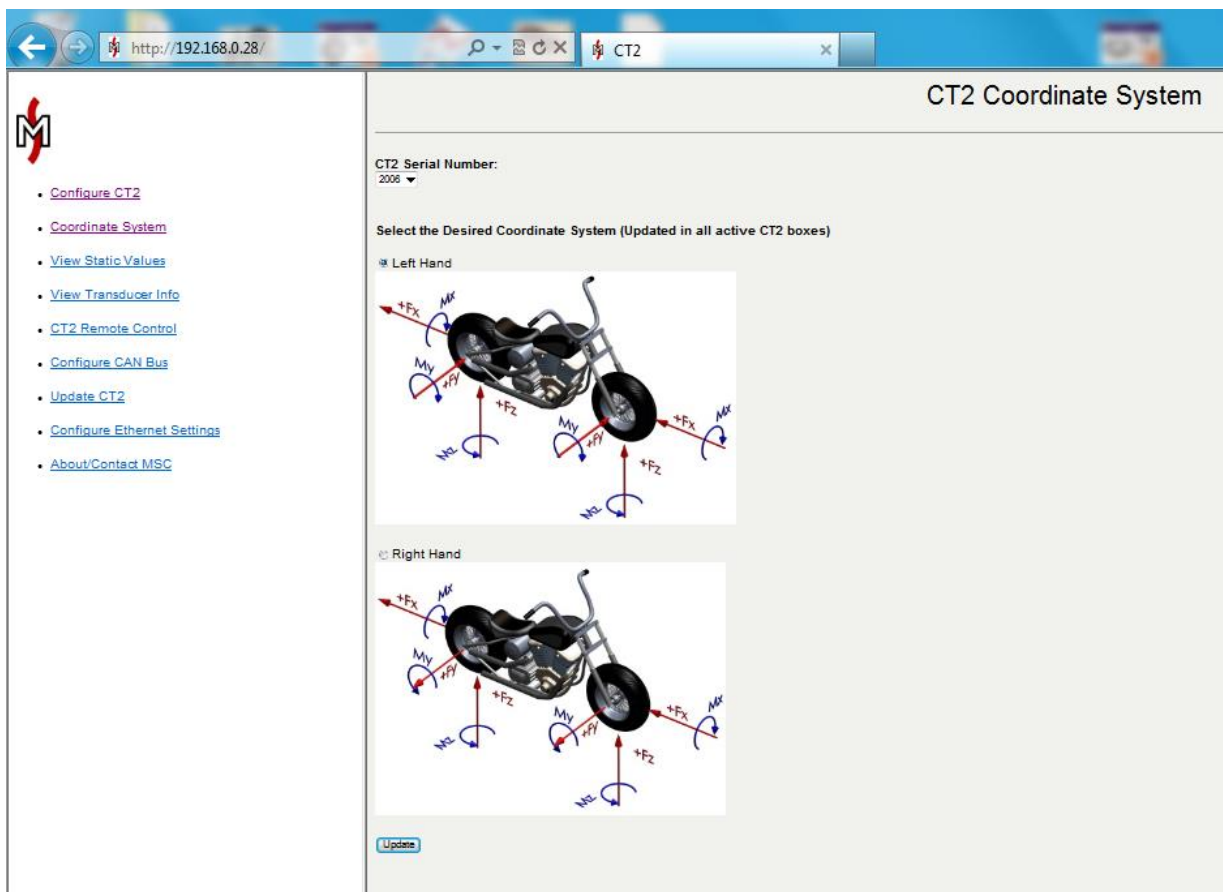 http://192.168.0.28/
CT2
M
CT2 Coordinate System
Configure CT2
Coordinate System
View Static Values
View Transducer Info
CT2 Remote Control
Configure CAN Bus
Update CT2
Configure Ethernet Settings
About/Contact MSC
CT2 Serial Number:
2006
Select the Desired Coordinate System (Updated in all active CT2 boxes)
Left Hand
+Fx
Mx
My
+Fy
+Fz
Mz
My
+Fy
+Fx
Mx
+Fz
Mz
Right Hand
+Fx
Mx
My
+Fy
+Fz
Mz
My
+Fy
+Fx
Mx
+Fz
Mz
Update